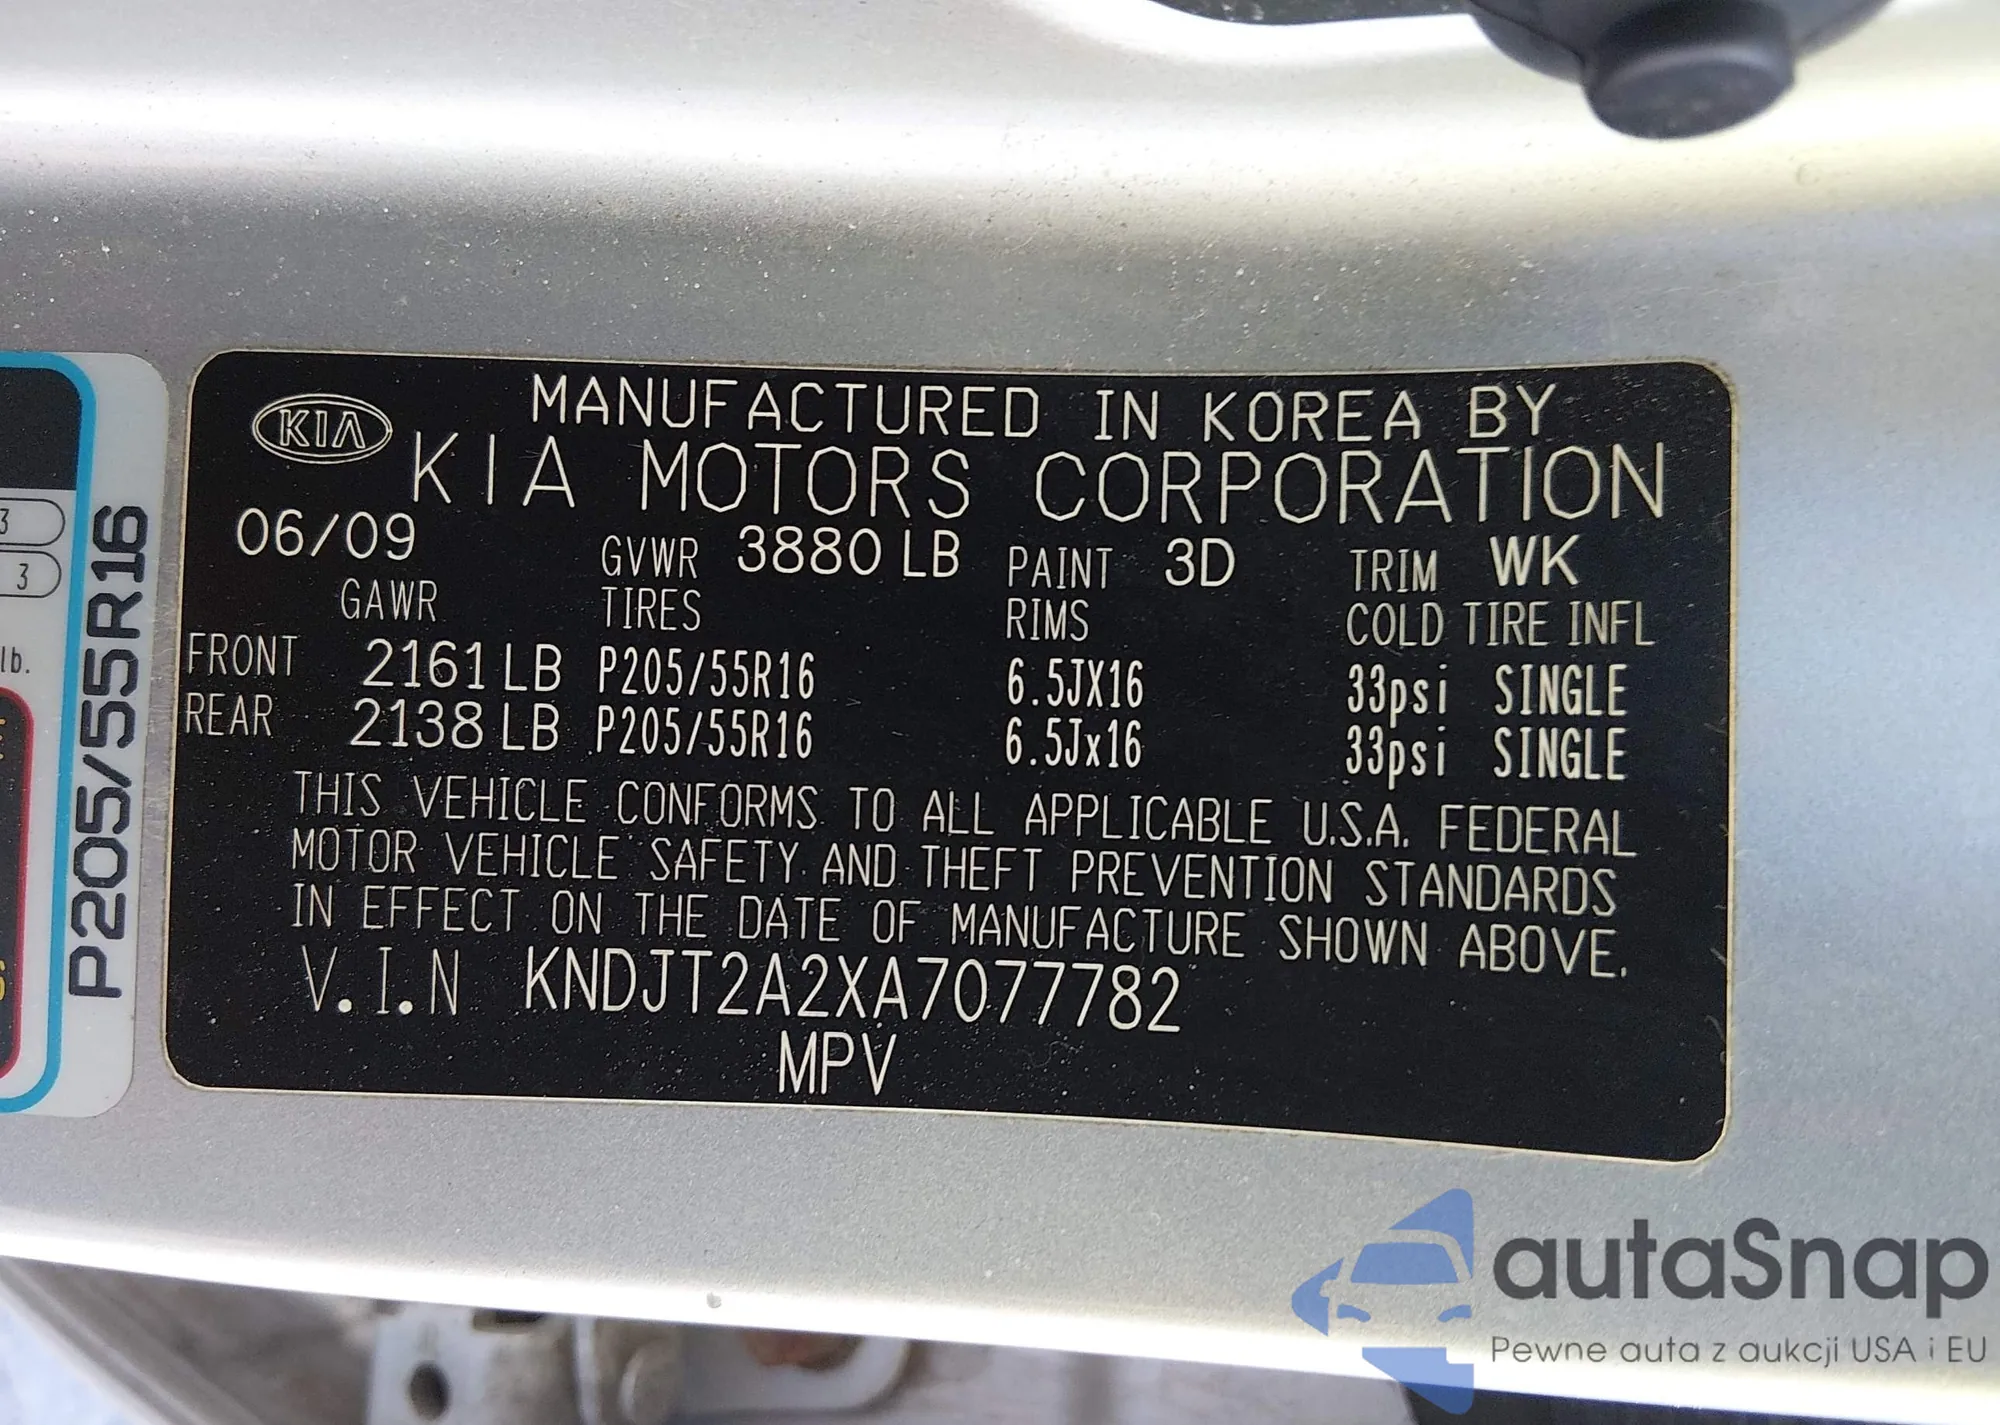 MANUFACTURED IN KOREA BY
KIA KIA MOTORS CORPORATION
06/09 GVWR 3880 LB PAINT 3D TRIM WK
GAWR TIRES RIMS COLD TIRE INFL
FRONT 2161 LB P205/55R16 6.5JX16 33psi SINGLE
REAR 2138 LB P205/55R16 6.5Jx16 33psi SINGLE
THIS VEHICLE CONFORMS TO ALL APPLICABLE U.S.A. FEDERAL
MOTOR VEHICLE SAFETY AND THEFT PREVENTION STANDARDS
IN EFFECT ON THE DATE OF MANUFACTURE SHOWN ABOVE.
V.I.N KNDJT2A2XA7077782
MPV
3
3
lb.
P205/55R16
autaSnap
Pewne auta z aukcji USA i EU